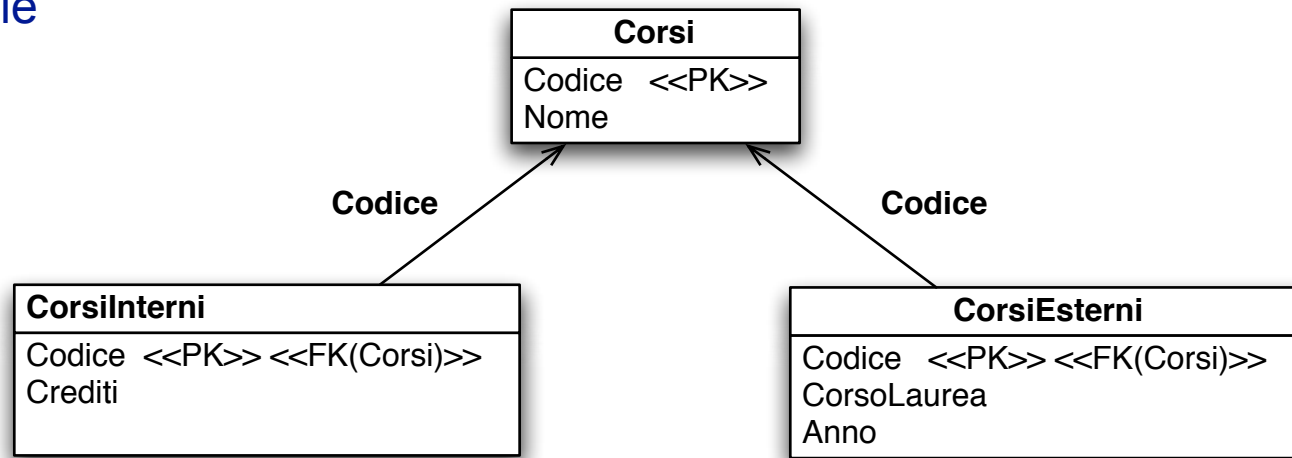 Corsi
Codice <<PK>>
Nome
Codice
Codice
CorsiInterni
Codice <<PK>> <<FK(Corsi)>>
Crediti
CorsiEsterni
Codice <<PK>> <<FK(Corsi)>>
CorsoLaurea
Anno